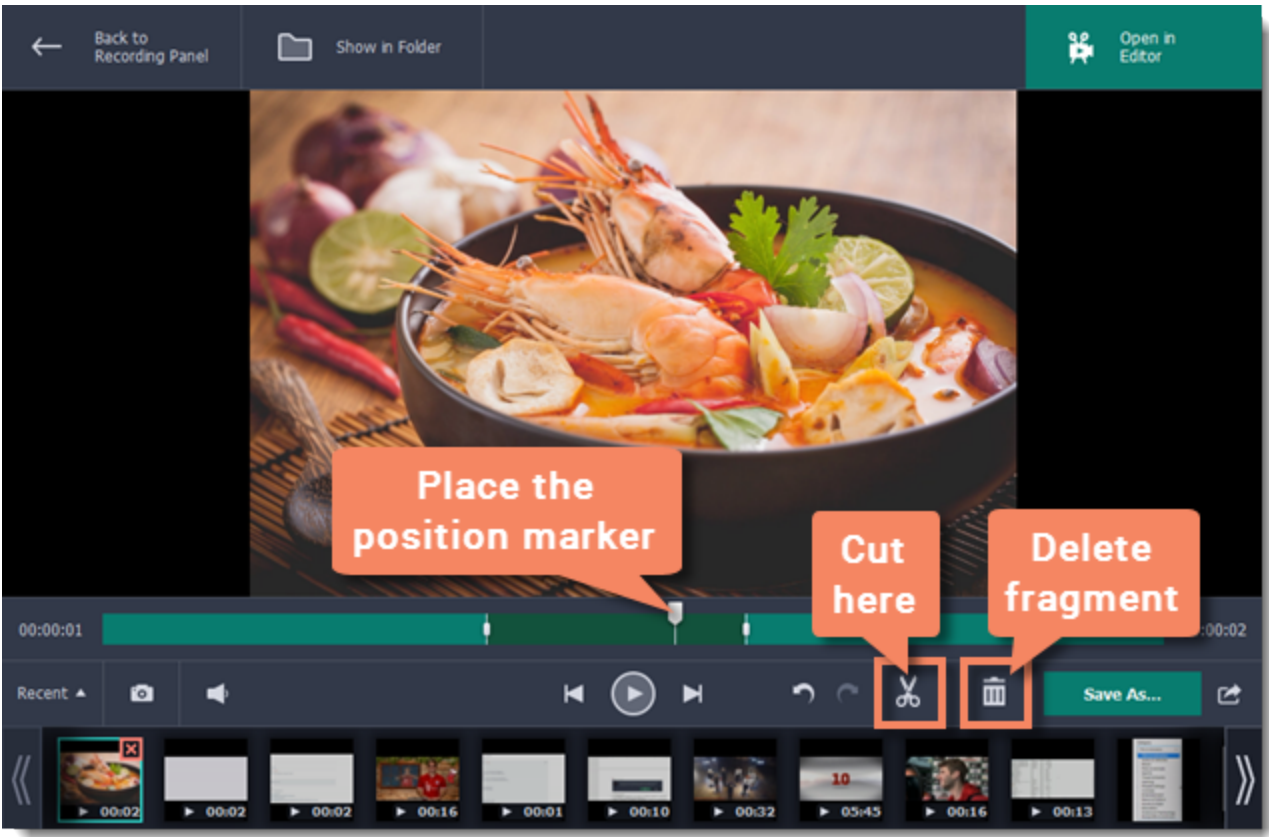 Back to
Recording Panel
Show in Folder
Open in
Editor
Place the
position marker
Cut
here
Delete
fragment
00:00:01
:00:02
Recent
Save As...
00:02
00:02
00:02
00:16
00:01
00:10
00:32
10
05:45
00:16
00:13